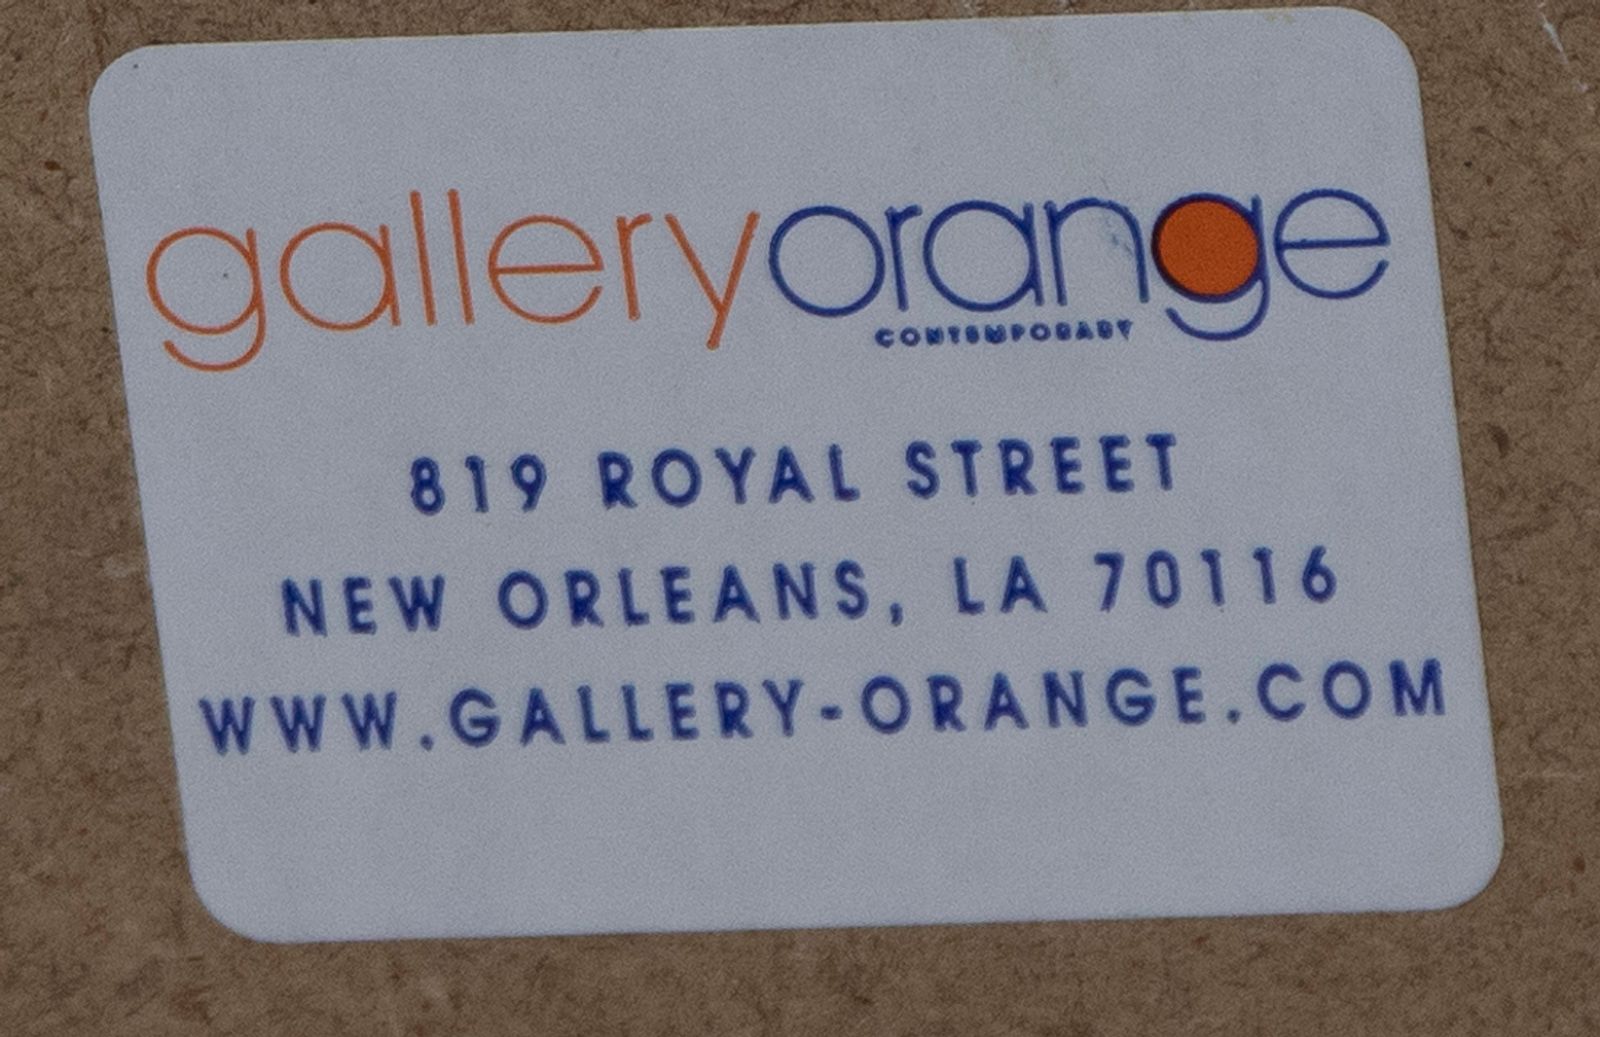 galleryorange
CONTEMPORARY
819 ROYAL STREET
NEW ORLEANS, LA 70116
WWW.GALLERY-ORANGE.COM